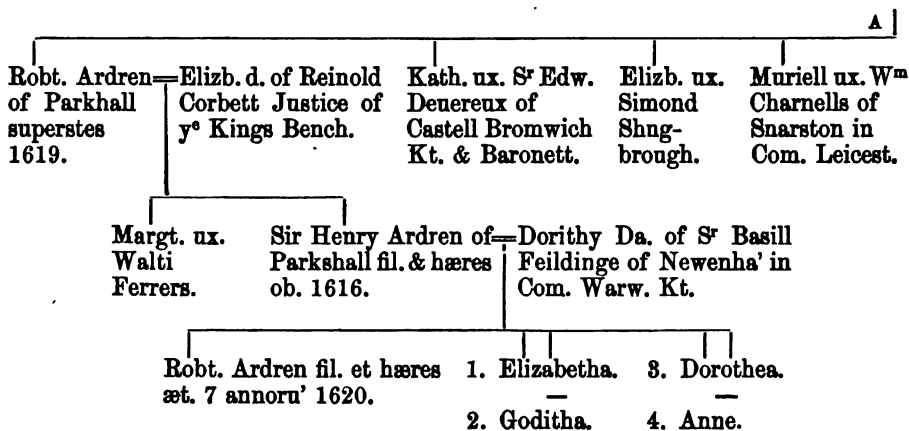 A
Robt. Ardren
of Parkhall
superstes
1619.
Elizb. d. of Reinold
Corbett Justice of
yᵉ Kings Bench.
Kath. ux. Sʳ Edw.
Deuereux of
Castell Bromwich
Kt. & Baronett.
Elizb. ux.
Simond
Shug-
brough.
Muriell ux. Wᵐ
Charnells of
Snarston in
Com. Leicest.
Margt. ux.
Walti
Ferrers.
Sir Henry Ardren of
Parkshall fil. & hæres
ob. 1616.
Dorithy Da. of Sʳ Basill
Feildinge of Newenha' in
Com. Warw. Kt.
Robt. Ardren fil. et hæres
æt. 7 annoru' 1620.
1. Elizabetha.
2. Goditha.
3. Dorothea.
4. Anne.